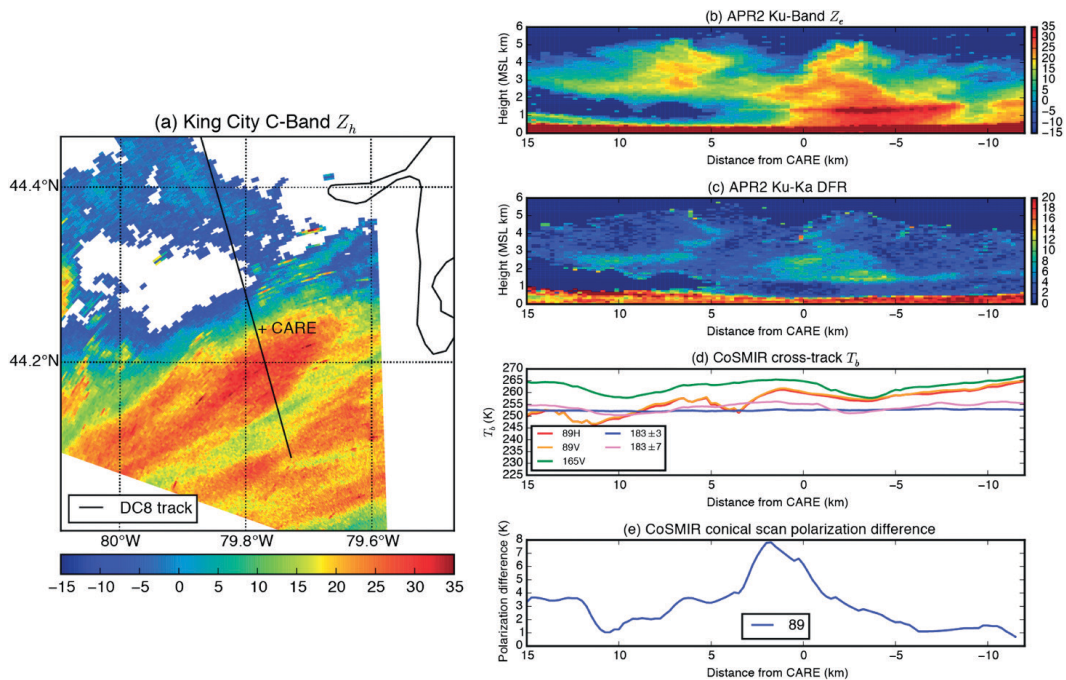 (a) King City C-Band Zh
44.4°N
44.2°N
+ CARE
DC8 track
80°W
79.8°W
79.6°W
−15 −10 −5 0 5 10 15 20 25 30 35
(b) APR2 Ku-Band Ze
Height (MSL km)
6
5
4
3
2
1
0
15 10 5 0 −5 −10
Distance from CARE (km)
35
30
25
20
15
10
5
0
−5
−10
−15
(c) APR2 Ku-Ka DFR
Height (MSL km)
6
5
4
3
2
1
0
15 10 5 0 −5 −10
Distance from CARE (km)
20
18
16
14
12
10
8
6
4
2
0
(d) CoSMIR cross-track Tb
Tb (K)
270
265
260
255
250
245
240
235
230
225
89H
89V
165V
183 ±3
183 ±7
15 10 5 0 −5 −10
Distance from CARE (km)
(e) CoSMIR conical scan polarization difference
Polarization difference (K)
8
7
6
5
4
3
2
1
0
89
15 10 5 0 −5 −10
Distance from CARE (km)